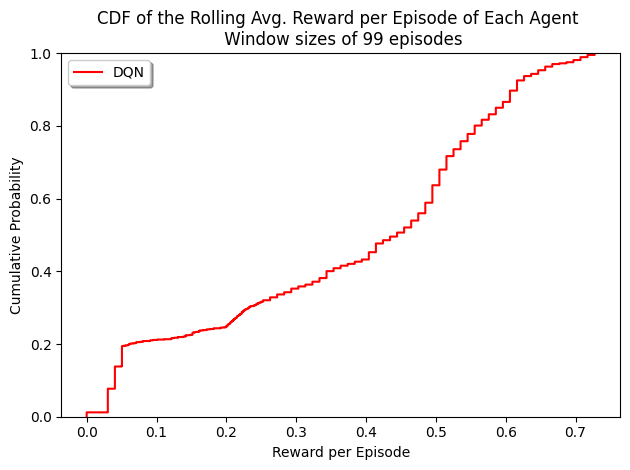 CDF of the Rolling Avg. Reward per Episode of Each Agent
Window sizes of 99 episodes
DQN
1.0
0.8
0.6
0.4
0.2
0.0
Cumulative Probability
0.0 0.1 0.2 0.3 0.4 0.5 0.6 0.7
Reward per Episode